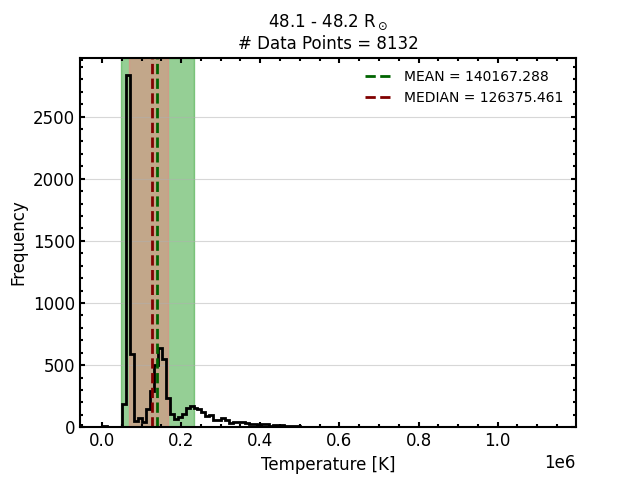 48.1 - 48.2 R⊙
# Data Points = 8132
MEAN = 140167.288
MEDIAN = 126375.461
Frequency
2500
2000
1500
1000
500
0
0.0 0.2 0.4 0.6 0.8 1.0
1e6
Temperature [K]